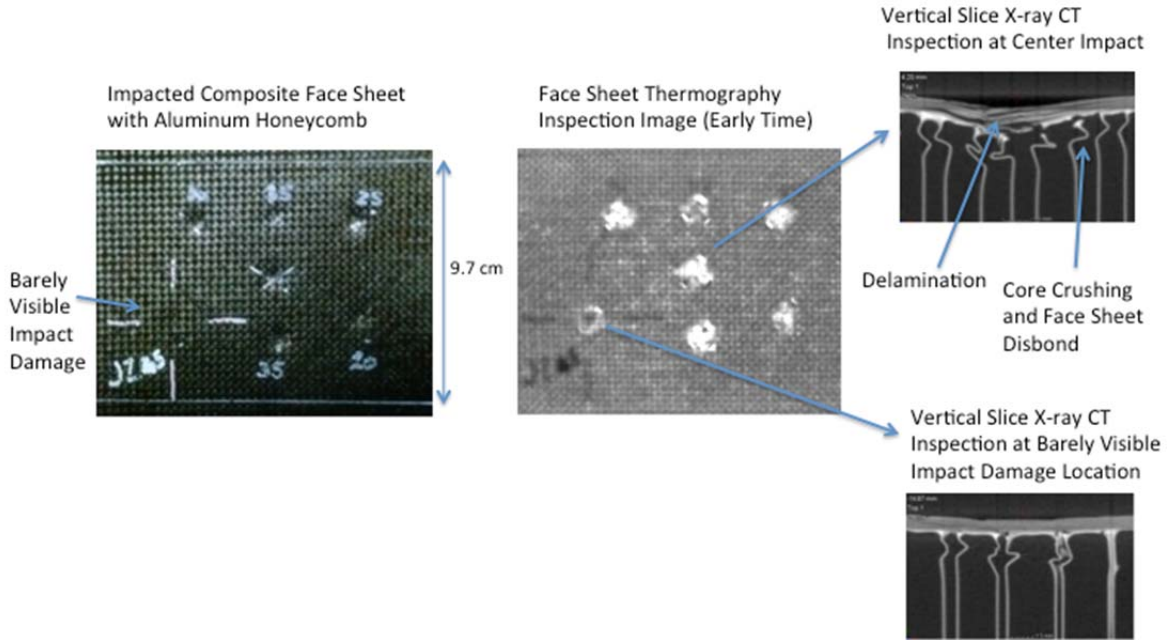 Vertical Slice X-ray CT
Inspection at Center Impact
Impacted Composite Face Sheet
with Aluminum Honeycomb
Face Sheet Thermography
Inspection Image (Early Time)
25
35
20
9.7 cm
Barely
Visible
Impact
Damage
Delamination
Core Crushing
and Face Sheet
Disbond
Vertical Slice X-ray CT
Inspection at Barely Visible
Impact Damage Location